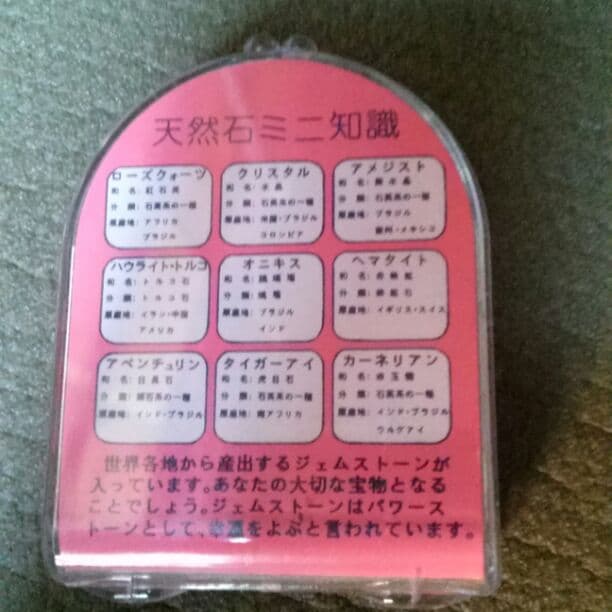 天然石ミニ知識
ローズクォーツ
和 名: 紅石英
分 類: 石英系の一種
原産地: アフリカ
ブラジル
クリスタル
和 名: 水晶
分 類: 石英系の一種
原産地: ・ブラジル
コロンビア
アメジスト
和 名: 紫水晶
分 類: 石英系の一種
原産地: ブラジル
・メキシコ
ハウライト・トルコ
和 名: トルコ石
分 類: トルコ石
原産地: イラン・中国
アメリカ
オニキス
和 名:
分 類:
原産地: ブラジル
インド
ヘマタイト
和 名: 赤鉄鉱
分 類: 鉄鉱石
原産地: イギリス・スイス
アベンチュリン
和 名:
分 類: の一種
原産地: インド・ブラジル
タイガーアイ
和 名: 虎目石
分 類: 石英系の一種
原産地: 南アフリカ
カーネリアン
和 名: 赤玉髄
分 類: 石英系の一種
原産地: インド・ブラジル
ウルグアイ
世界各地から産出するジェムストーンが
入っています。あなたの大切な宝物となる
ことでしょう。ジェムストーンはパワース
トーンとして、幸運をよぶと言われています。